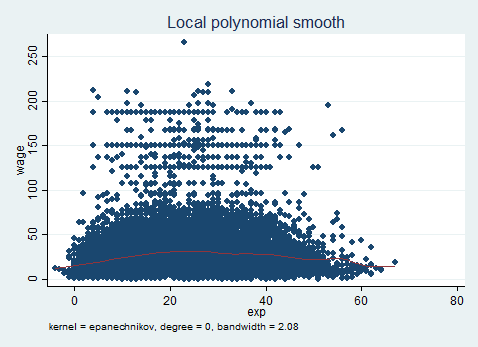 Local polynomial smooth
250
200
150
100
50
0
wage
0
20
40
60
80
exp
kernel = epanechnikov, degree = 0, bandwidth = 2.08